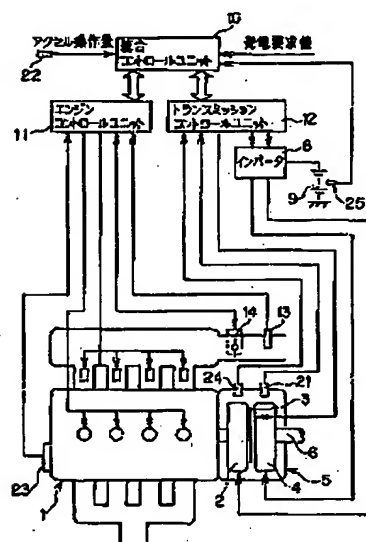 10
アクセル操作量
22
統合
コントロールユニット
発電要求値
エンジン
コントロールユニット
11
トランスミッション
コントロールユニット
12
8
インバータ
9
25
14
13
24
21
3
6
23
1
2
4
5